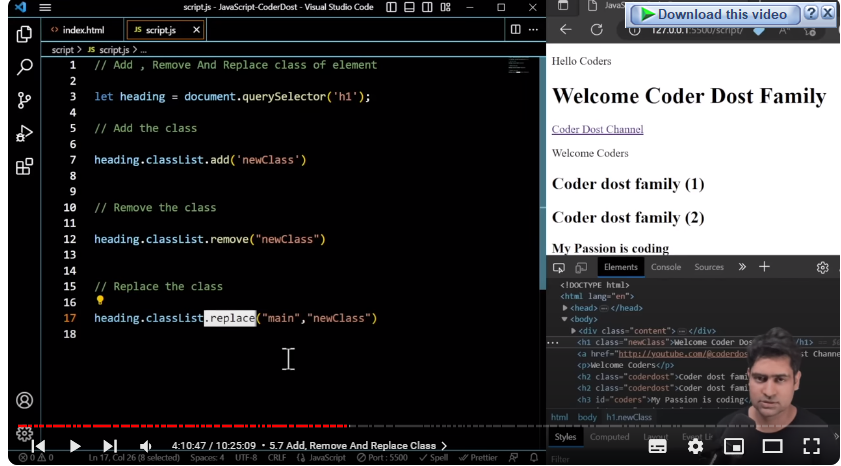 script.js - JavaScript-CoderDost - Visual Studio Code
index.html
JS script.js
script > JS script.js > ...
1 // Add , Remove And Replace class of element
2
3 let heading = document.querySelector('h1');
4
5 // Add the class
6
7 heading.classList.add('newClass')
8
9
10 // Remove the class
11
12 heading.classList.remove("newClass")
13
14
15 // Replace the class
16
17 heading.classList.replace("main","newClass")
18
Ln 17, Col 26 (8 selected) Spaces: 4 UTF-8 CRLF JavaScript Port : 5500 Spell Prettier
0 0
Download this video ? X
127.0.0.1:5500/script/
Hello Coders
Welcome Coder Dost Family
Coder Dost Channel
Welcome Coders
Coder dost family (1)
Coder dost family (2)
My Passion is coding
Elements Console Sources
<!DOCTYPE html>
<html lang="en">
<head> </head>
<body>
<div class="content"> </div>
<h1 class="newClass">Welcome Coder Dos </h1>
<a href="http://youtube.com/@coderdos st Channe
<p>Welcome Coders</p>
<h2 class="coderdost">Coder dost fami
<h2 class="coderdost">Coder dost fami
<h3 id="coders">My Passion is coding<
html body h1.newClass
Styles Computed Layout Event Li
Filter
4:10:47 / 10:25:09 • 5.7 Add, Remove And Replace Class >